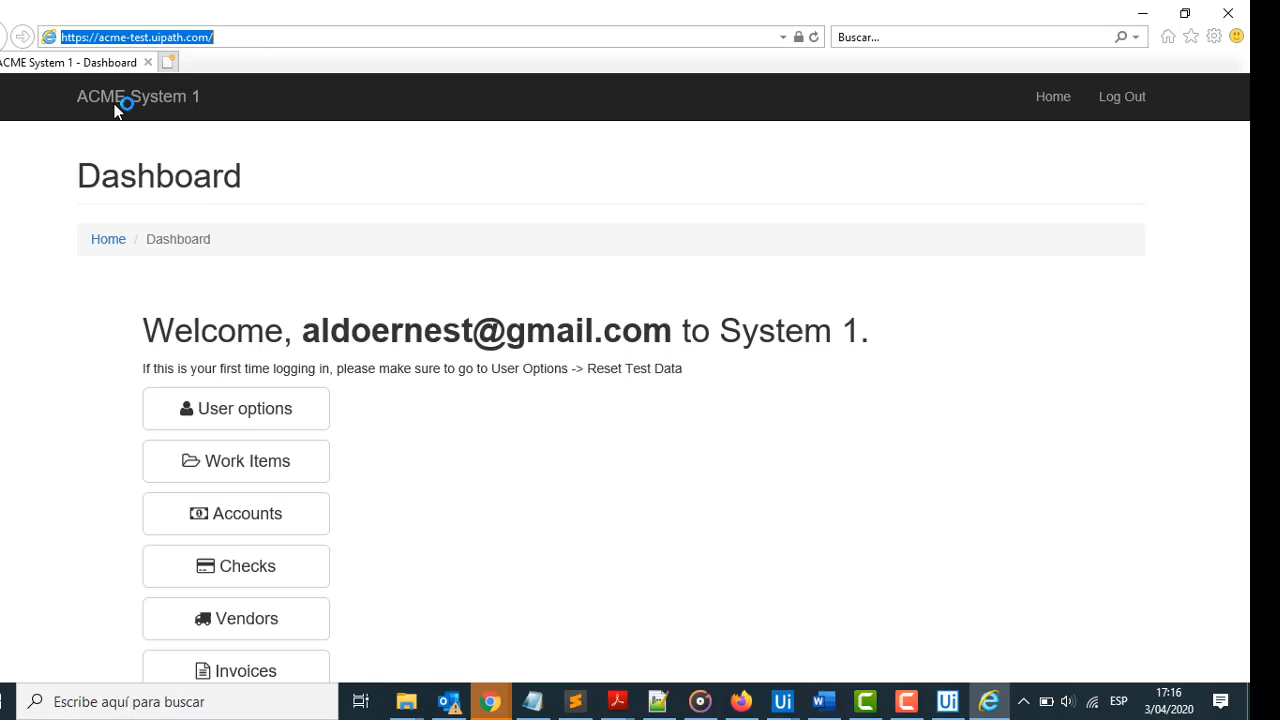 https://acme-test.uipath.com/
Buscar...
ACME System 1 - Dashboard
ACME System 1
Home
Log Out
Dashboard
Home / Dashboard
Welcome, aldoernest@gmail.com to System 1.
If this is your first time logging in, please make sure to go to User Options -> Reset Test Data
User options
Work Items
Accounts
Checks
Vendors
Invoices
Escribe aquí para buscar
Ui
Ui
ESP
17:16
3/04/2020